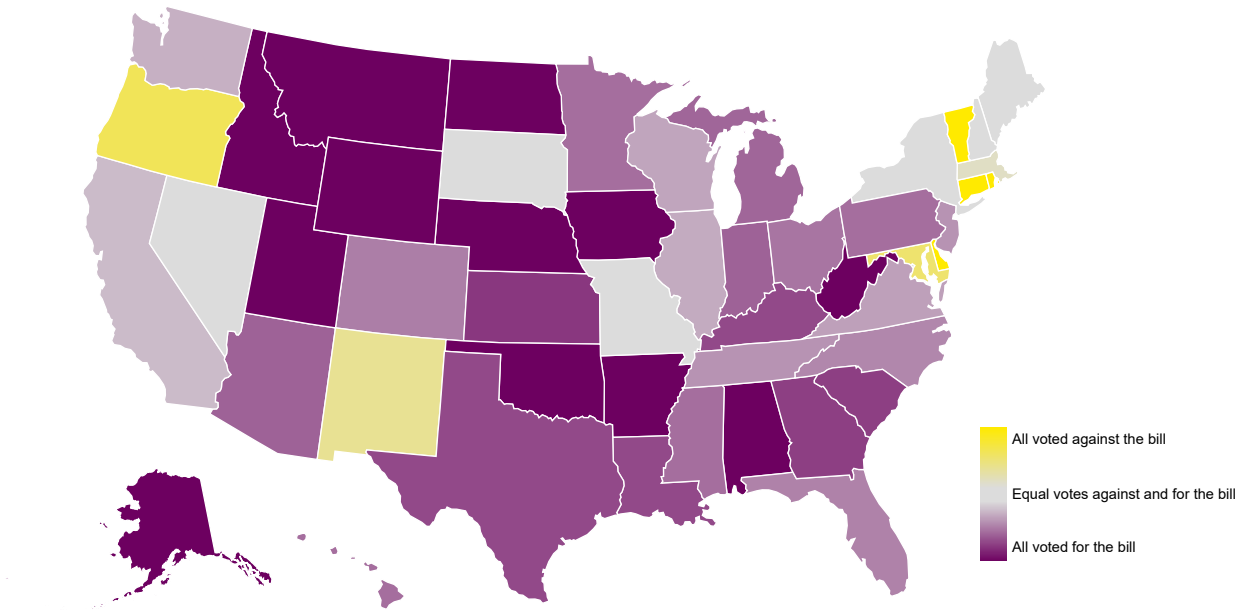 All voted against the bill
Equal votes against and for the bill
All voted for the bill